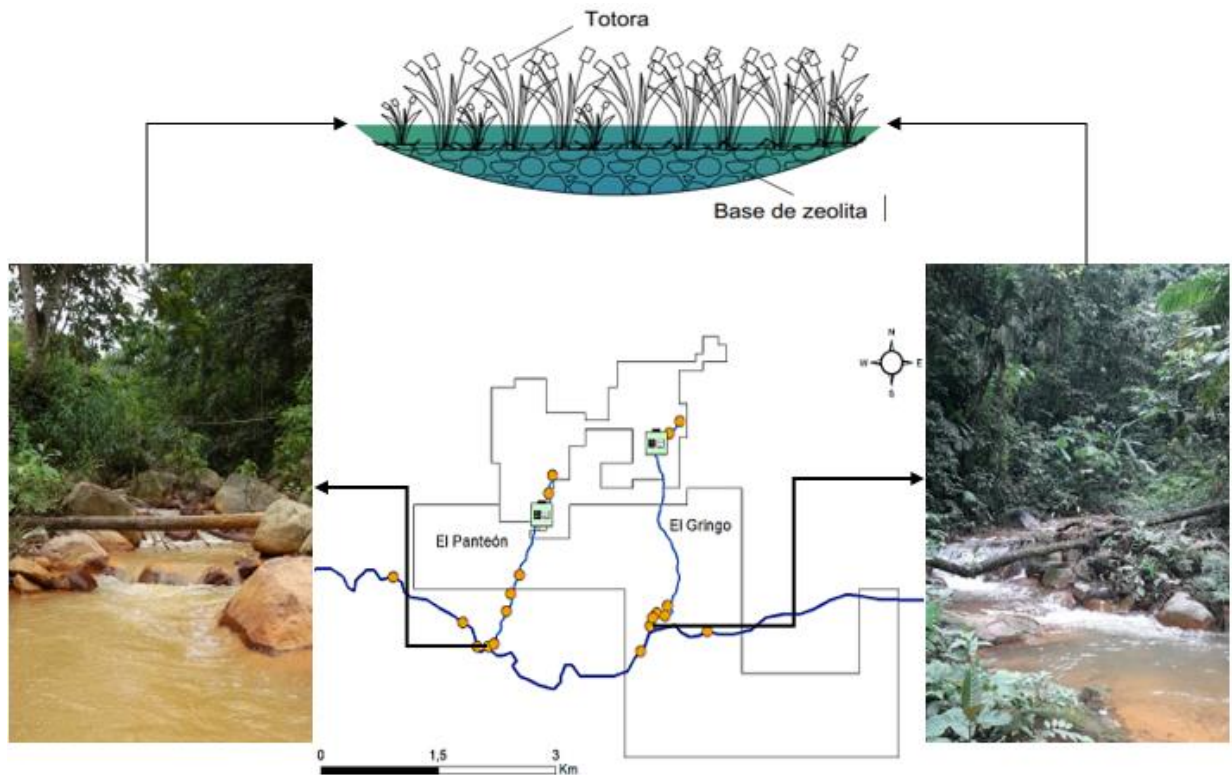 Totora
Base de zeolita
N
W E
S
El Panteón
El Gringo
0 1,5 3
Km